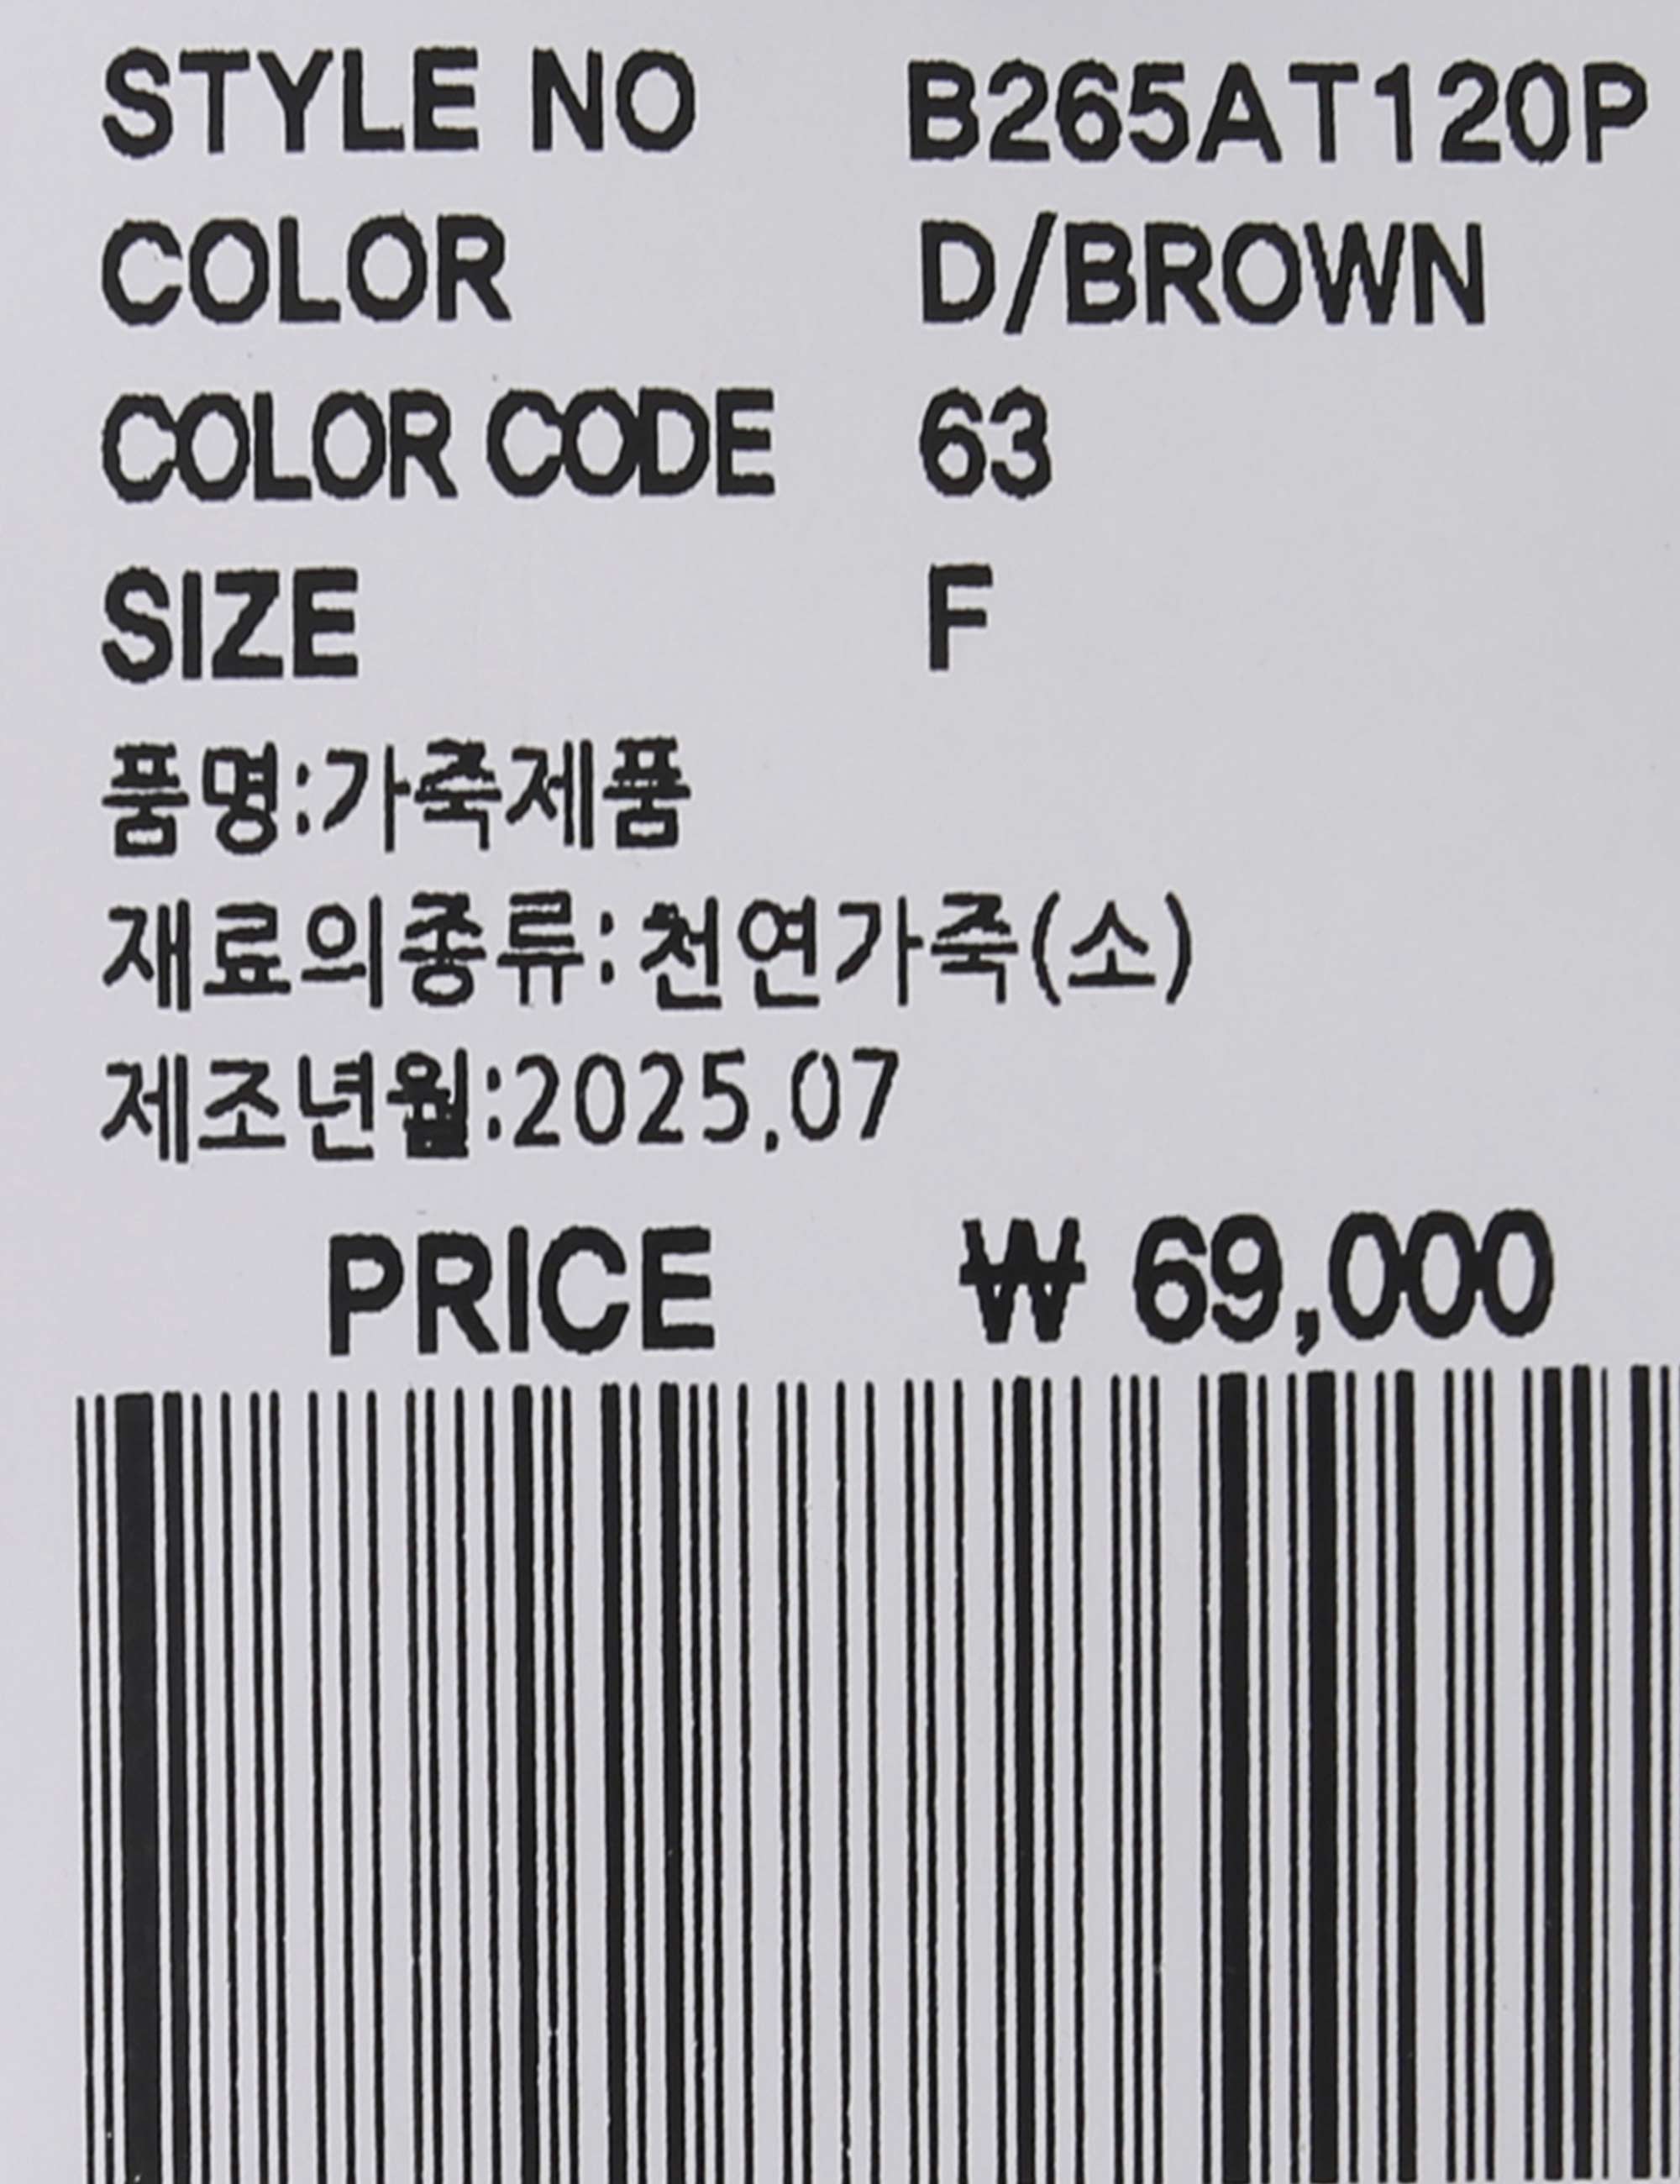 STYLE NO B265AT120P
COLOR D/BROWN
COLOR CODE 63
SIZE F
품명:가죽제품
재료의종류:천연가죽(소)
제조년월:2025.07
PRICE ₩ 69,000